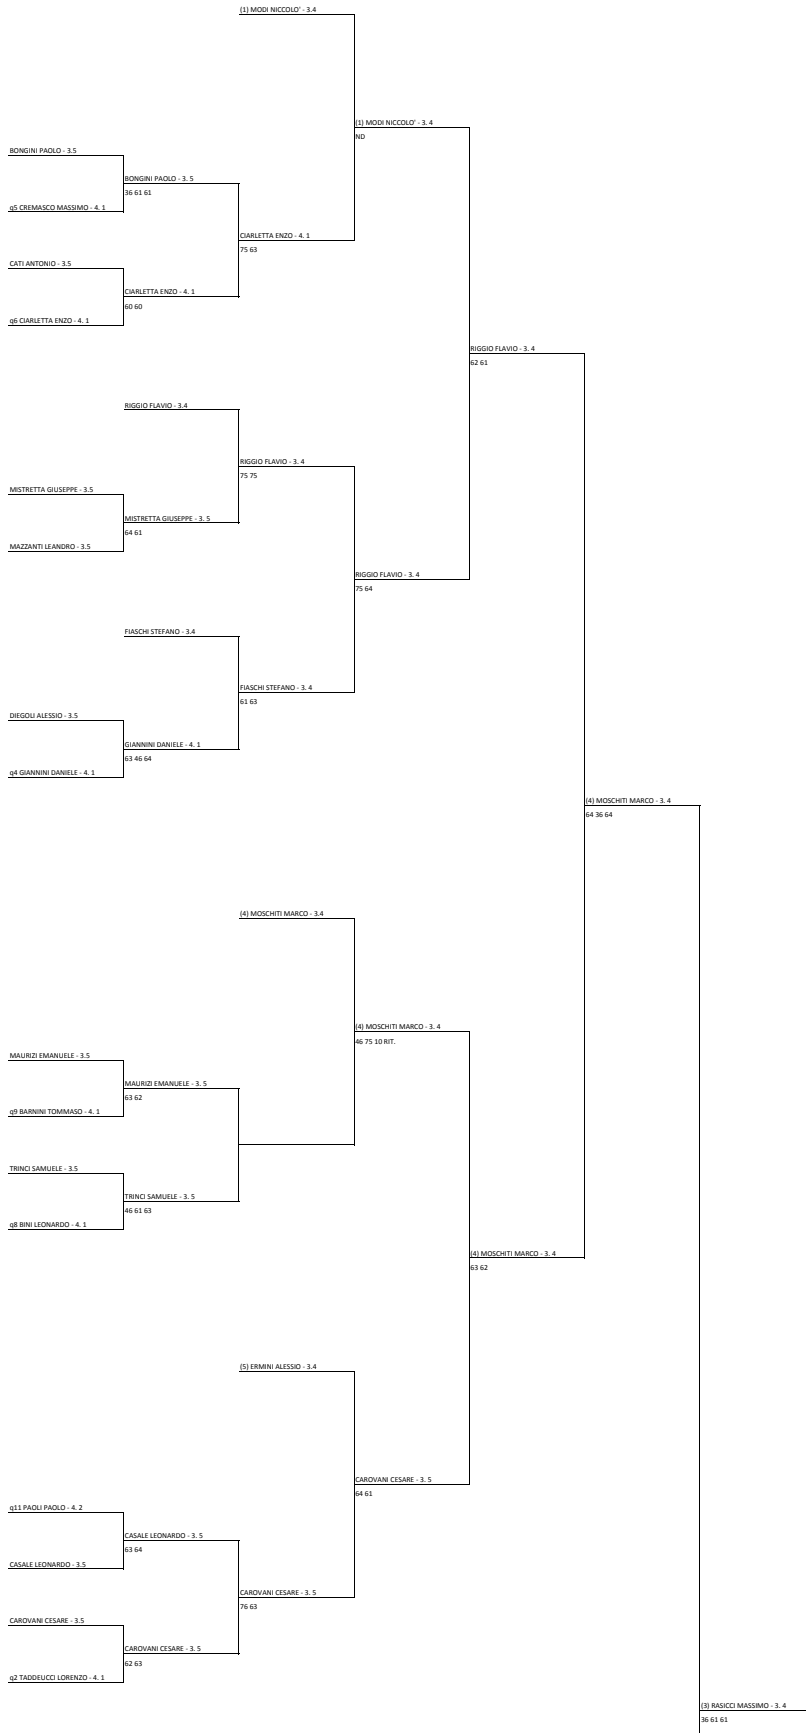 (1) MODI NICCOLO' - 3.4
(1) MODI NICCOLO' - 3. 4
ND
BONGINI PAOLO - 3.5
BONGINI PAOLO - 3. 5
36 61 61
q5 CREMASCO MASSIMO - 4. 1
CIARLETTA ENZO - 4. 1
75 63
CATI ANTONIO - 3.5
CIARLETTA ENZO - 4. 1
60 60
q6 CIARLETTA ENZO - 4. 1
RIGGIO FLAVIO - 3. 4
62 61
RIGGIO FLAVIO - 3.4
RIGGIO FLAVIO - 3. 4
75 75
MISTRETTA GIUSEPPE - 3.5
MISTRETTA GIUSEPPE - 3. 5
64 61
MAZZANTI LEANDRO - 3.5
RIGGIO FLAVIO - 3. 4
75 64
FIASCHI STEFANO - 3.4
FIASCHI STEFANO - 3. 4
61 63
DIEGOLI ALESSIO - 3.5
GIANNINI DANIELE - 4. 1
63 46 64
q4 GIANNINI DANIELE - 4. 1
(4) MOSCHITI MARCO - 3. 4
64 36 64
(4) MOSCHITI MARCO - 3.4
(4) MOSCHITI MARCO - 3. 4
46 75 10 RIT.
MAURIZI EMANUELE - 3.5
MAURIZI EMANUELE - 3. 5
63 62
q9 BARNINI TOMMASO - 4. 1
TRINCI SAMUELE - 3.5
TRINCI SAMUELE - 3. 5
46 61 63
q8 BINI LEONARDO - 4. 1
(4) MOSCHITI MARCO - 3. 4
63 62
(5) ERMINI ALESSIO - 3.4
CAROVANI CESARE - 3. 5
64 61
q11 PAOLI PAOLO - 4. 2
CASALE LEONARDO - 3. 5
63 64
CASALE LEONARDO - 3.5
CAROVANI CESARE - 3. 5
76 63
CAROVANI CESARE - 3.5
CAROVANI CESARE - 3. 5
62 63
q2 TADDEUCCI LORENZO - 4. 1
(3) RASICCI MASSIMO - 3. 4
36 61 61